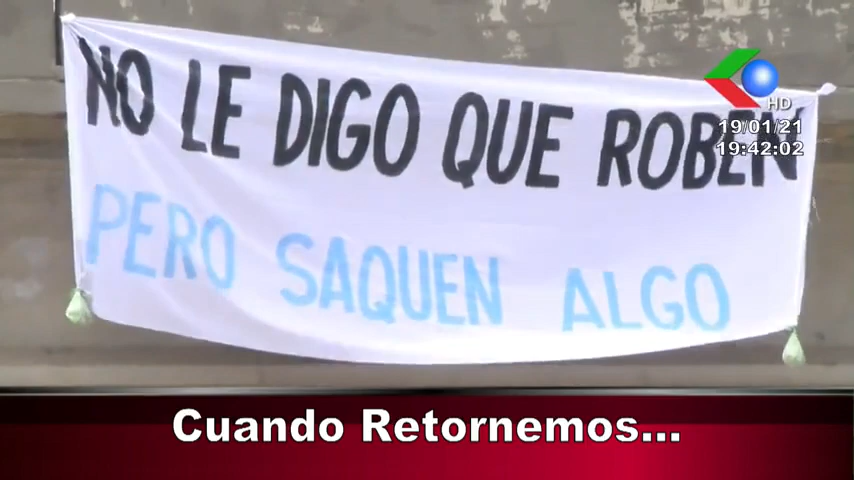 NO LE DIGO QUE ROBEN
PERO SAQUEN ALGO
HD
19/01/21
19:42:02
Cuando Retornemos...